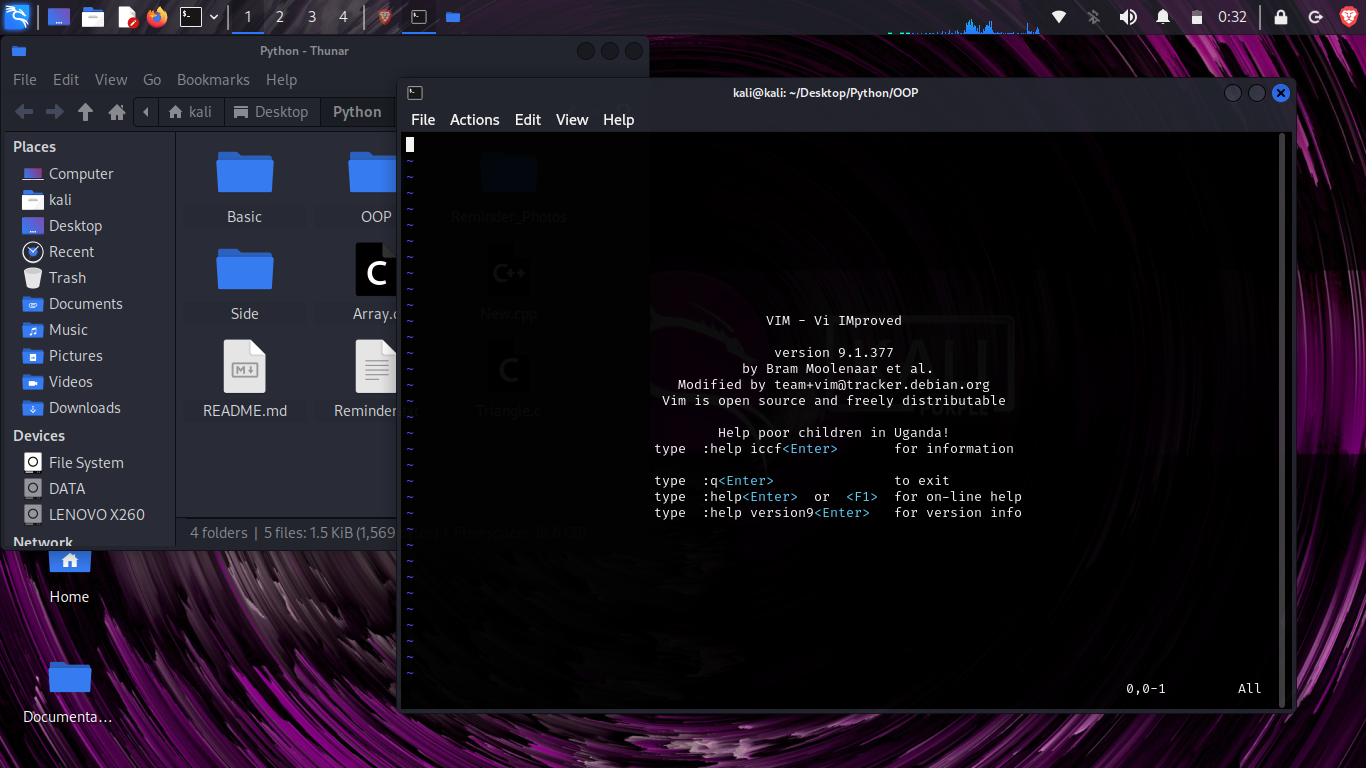 1 2 3 4
0:32
Python - Thunar
File Edit View Go Bookmarks Help
kali Desktop Python
Places
Computer
kali
Desktop
Recent
Trash
Documents
Music
Pictures
Videos
Downloads
Devices
File System
DATA
LENOVO X260
Network
Basic
OOP
Reminder_Photos
Side
Array.c
New.cpp
README.md
Reminder
Triangle.c
4 folders | 5 files: 1.5 KiB (1,569
kali@kali: ~/Desktop/Python/OOP
File Actions Edit View Help
~
~
~
~
~
~
~
~
~
~
~ VIM - Vi IMproved
~
~ version 9.1.377
~ by Bram Moolenaar et al.
~ Modified by team+vim@tracker.debian.org
~ Vim is open source and freely distributable
~
~ Help poor children in Uganda!
~ type :help iccf<Enter> for information
~
~ type :q<Enter> to exit
~ type :help<Enter> or <F1> for on-line help
~ type :help version9<Enter> for version info
~
~
~
~
~
~
~
~
~
~
0,0-1 All
KALI
PURPLE
Home
Documenta...